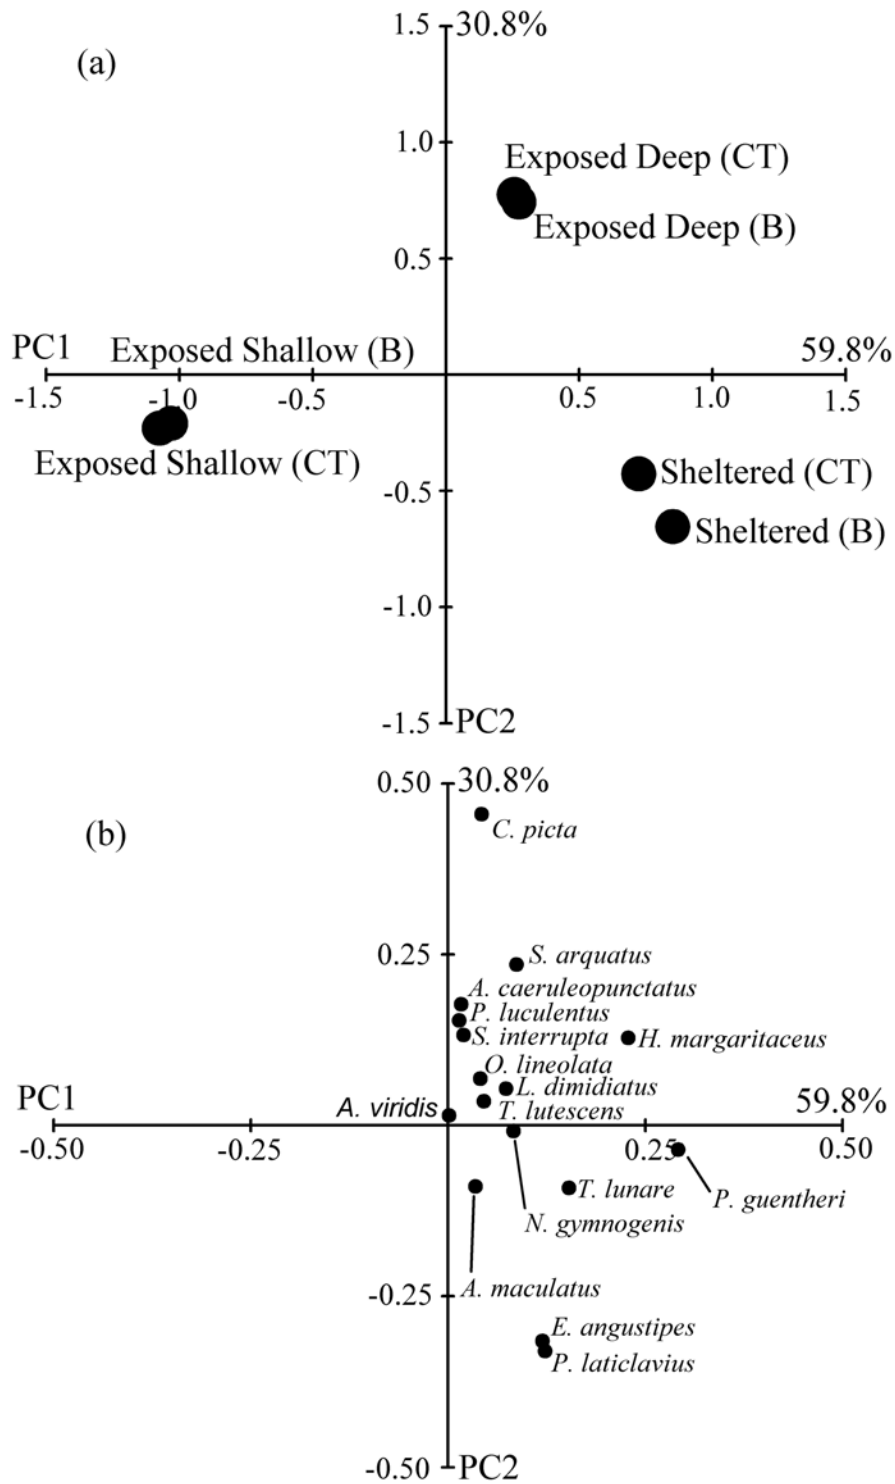 1.5 30.8%
(a)
1.0
Exposed Deep (CT)
Exposed Deep (B)
0.5
PC1 Exposed Shallow (B) 59.8%
-1.5 -1.0 -0.5 0.5 1.0 1.5
Exposed Shallow (CT)
-0.5
Sheltered (CT)
Sheltered (B)
-1.0
-1.5 PC2
0.50 30.8%
(b)
C. picta
0.25
S. arquatus
A. caeruleopunctatus
P. luculentus
S. interrupta
H. margaritaceus
O. lineolata
L. dimidiatus
PC1 A. viridis T. lutescens 59.8%
-0.50 -0.25 0.25 0.50
T. lunare
P. guentheri
N. gymnogenis
-0.25
A. maculatus
E. angustipes
P. laticlavius
-0.50 PC2